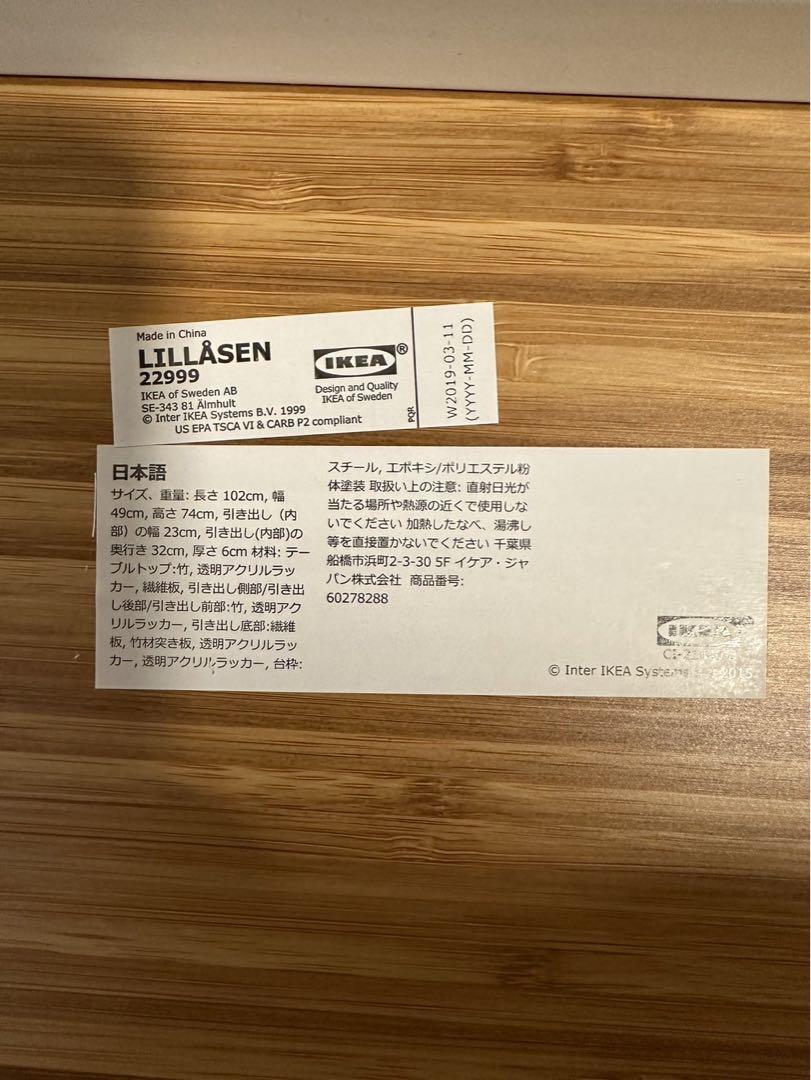 Made in China
LILLÅSEN
22999
IKEA of Sweden AB
SE-343 81 Älmhult
© Inter IKEA Systems B.V. 1999
US EPA TSCA VI & CARB P2 compliant
IKEA®
Design and Quality
IKEA of Sweden
PQR
W2019-03-11
(YYYY-MM-DD)
日本語
サイズ、重量: 長さ 102cm, 幅
49cm, 高さ 74cm, 引き出し（内
部）の幅 23cm, 引き出し(内部)の
奥行き 32cm, 厚さ 6cm 材料: テー
ブルトップ:竹, 透明アクリルラッ
カー, 繊維板, 引き出し側部/引き出
し後部/引き出し前部:竹, 透明アク
リルラッカー, 引き出し底部:繊維
板, 竹材突き板, 透明アクリルラッ
カー, 透明アクリルラッカー, 台枠:
スチール, エポキシ/ポリエステル粉
体塗装 取扱い上の注意: 直射日光が
当たる場所や熱源の近くで使用しな
いでください 加熱したなべ、湯沸し
等を直接置かないでください 千葉県
船橋市浜町2-3-30 5F イケア・ジャ
パン株式会社 商品番号:
60278288
IKEA
© Inter IKEA Systems 2015